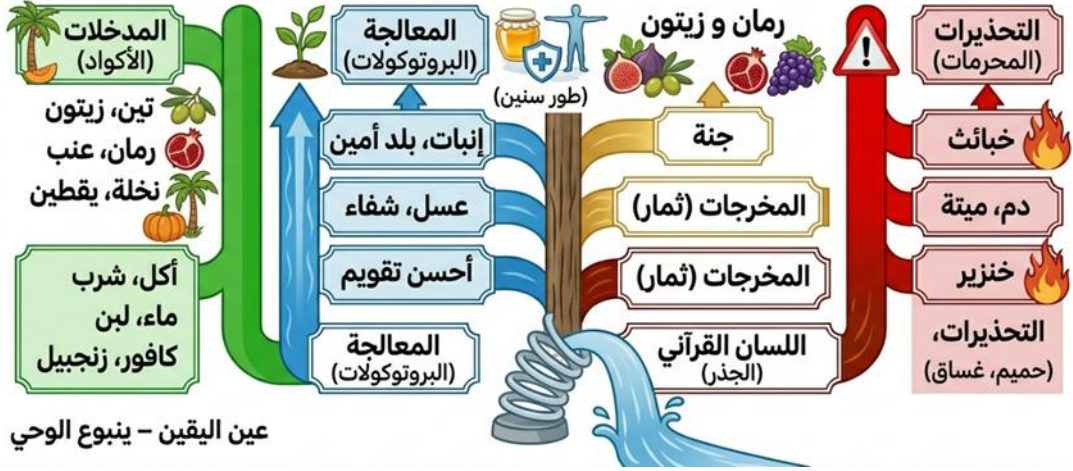 المدخلات
(الأكواد)
تين، زيتون
رمان، عنب
نخلة، يقطين
أكل، شرب
ماء، لبن
كافور، زنجبيل
المعالجة
(البروتوكولات)
إنبات، بلد أمين
عسل، شفاء
أحسن تقويم
المعالجة
(البروتوكولات)
(طور سنين)
رمان و زيتون
جنة
المخرجات (ثمار)
المخرجات (ثمار)
اللسان القرآني
(الجذر)
التحذيرات
(المحرمات)
خبائث
دم، ميتة
خنزير
التحذيرات،
(حميم، غساق)
عين اليقين – ينبوع الوحي